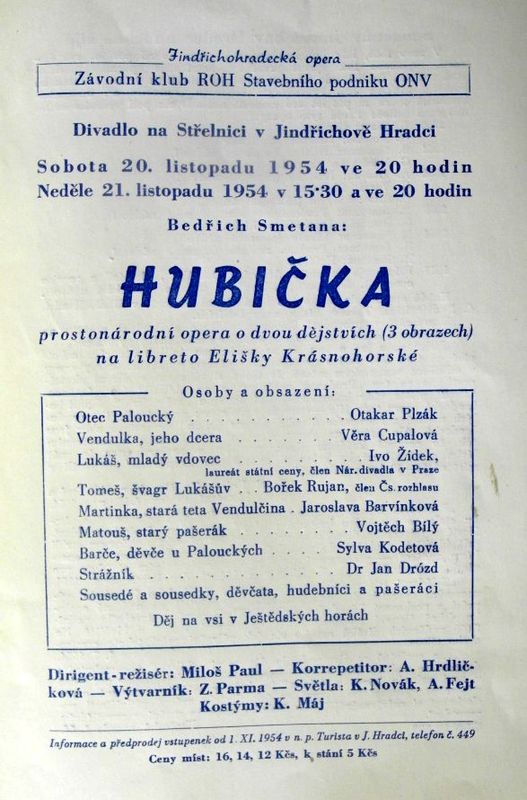 Jindřichohradecká opera
Závodní klub ROH Stavebního podniku ONV
Divadlo na Střelnici v Jindřichově Hradci
Sobota 20. listopadu 1954 ve 20 hodin
Neděle 21. listopadu 1954 v 15·30 a ve 20 hodin
Bedřich Smetana:
HUBIČKA
prostonárodní opera o dvou dějstvích (3 obrazech)
na libreto Elišky Krásnohorské
Osoby a obsazení:
Otec Paloucký . . . . . . . . . . Otakar Plzák
Vendulka, jeho dcera . . . . . . Věra Cupalová
Lukáš, mladý vdovec . . . . . . . Ivo Žídek,
laureát státní ceny, člen Nár. divadla v Praze
Tomeš, švagr Lukášův . . Bořek Rujan, člen Čs. rozhlasu
Martinka, stará teta Vendulčina . Jaroslava Barvínková
Matouš, starý pašerák . . . . . . Vojtěch Bílý
Barče, děvče u Palouckých . . . . Sylva Kodetová
Strážník . . . . . . . . . . . . Dr Jan Drózd
Sousedé a sousedky, děvčata, hudebníci a pašeráci
Děj na vsi v Ještědských horách
Dirigent-režisér: Miloš Paul — Korrepetitor: A. Hrdlič-
ková — Výtvarník: Z. Parma — Světla: K. Novák, A. Fejt
Kostýmy: K. Máj
Informace a předprodej vstupenek od 1. XI. 1954 v n. p. Turista v J. Hradci, telefon č. 449
Ceny míst: 16, 14, 12 Kčs, k stání 5 Kčs